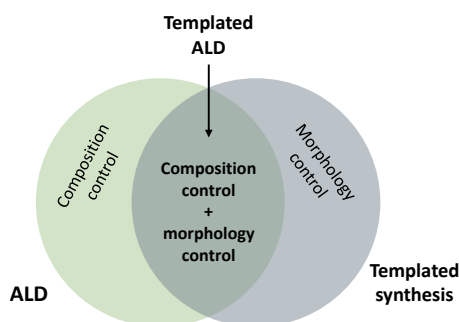 Templated
ALD
Composition
control
Morphology
control
Composition
control
+
morphology
control
ALD
Templated
synthesis